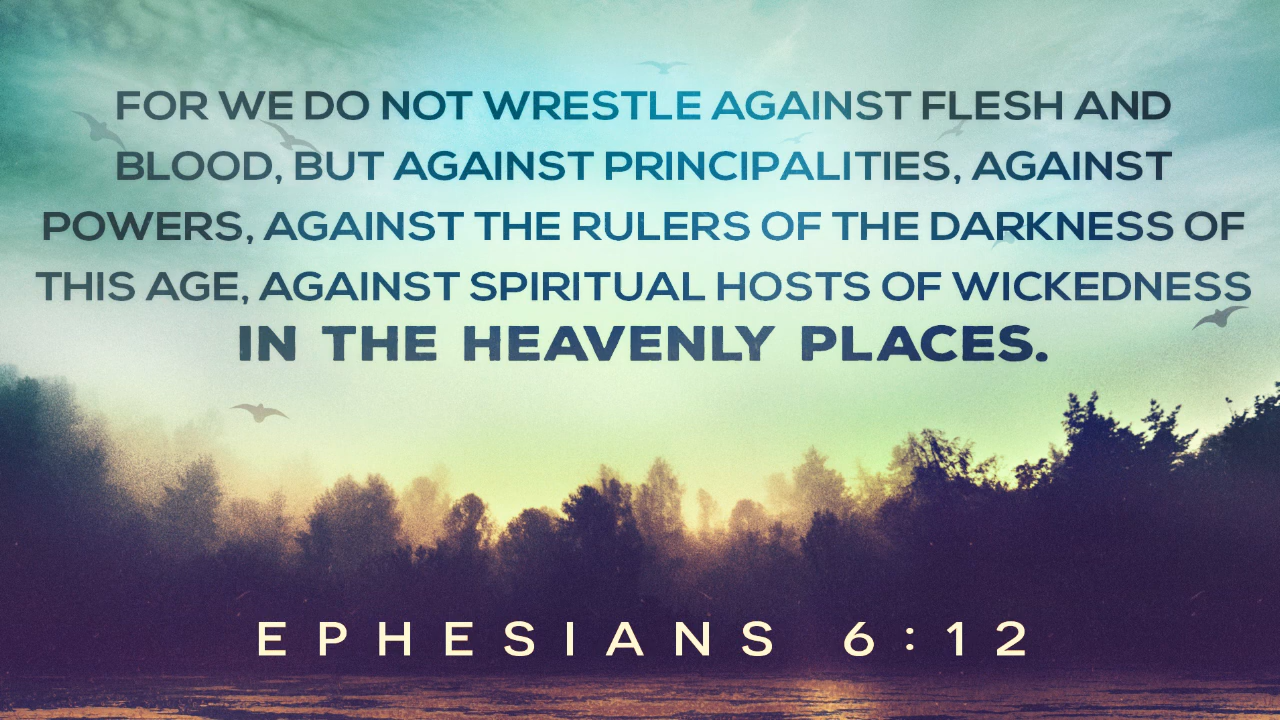 FOR WE DO NOT WRESTLE AGAINST FLESH AND
BLOOD, BUT AGAINST PRINCIPALITIES, AGAINST
POWERS, AGAINST THE RULERS OF THE DARKNESS OF
THIS AGE, AGAINST SPIRITUAL HOSTS OF WICKEDNESS
IN THE HEAVENLY PLACES.
EPHESIANS 6:12